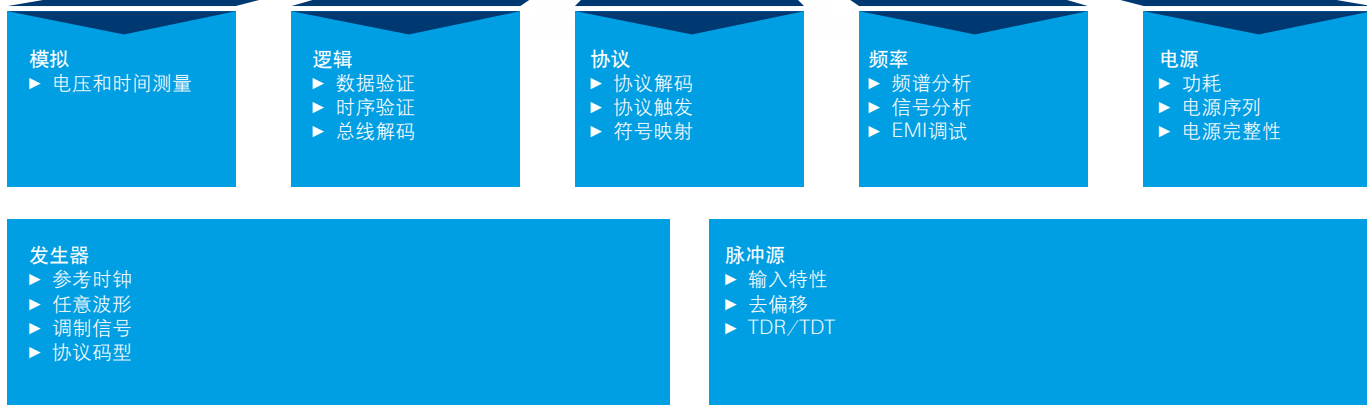 模拟
► 电压和时间测量
逻辑
► 数据验证
► 时序验证
► 总线解码
协议
► 协议解码
► 协议触发
► 符号映射
频率
► 频谱分析
► 信号分析
► EMI调试
电源
► 功耗
► 电源序列
► 电源完整性
发生器
► 参考时钟
► 任意波形
► 调制信号
► 协议码型
脉冲源
► 输入特性
► 去偏移
► TDR/TDT